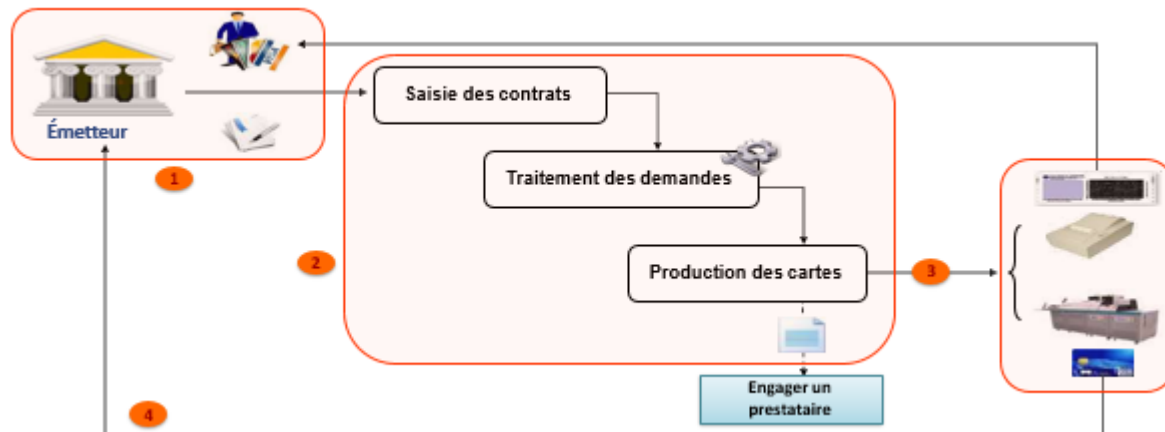 Émetteur
1
Saisie des contrats
Traitement des demandes
2
Production des cartes
3
Engager un
prestataire
4